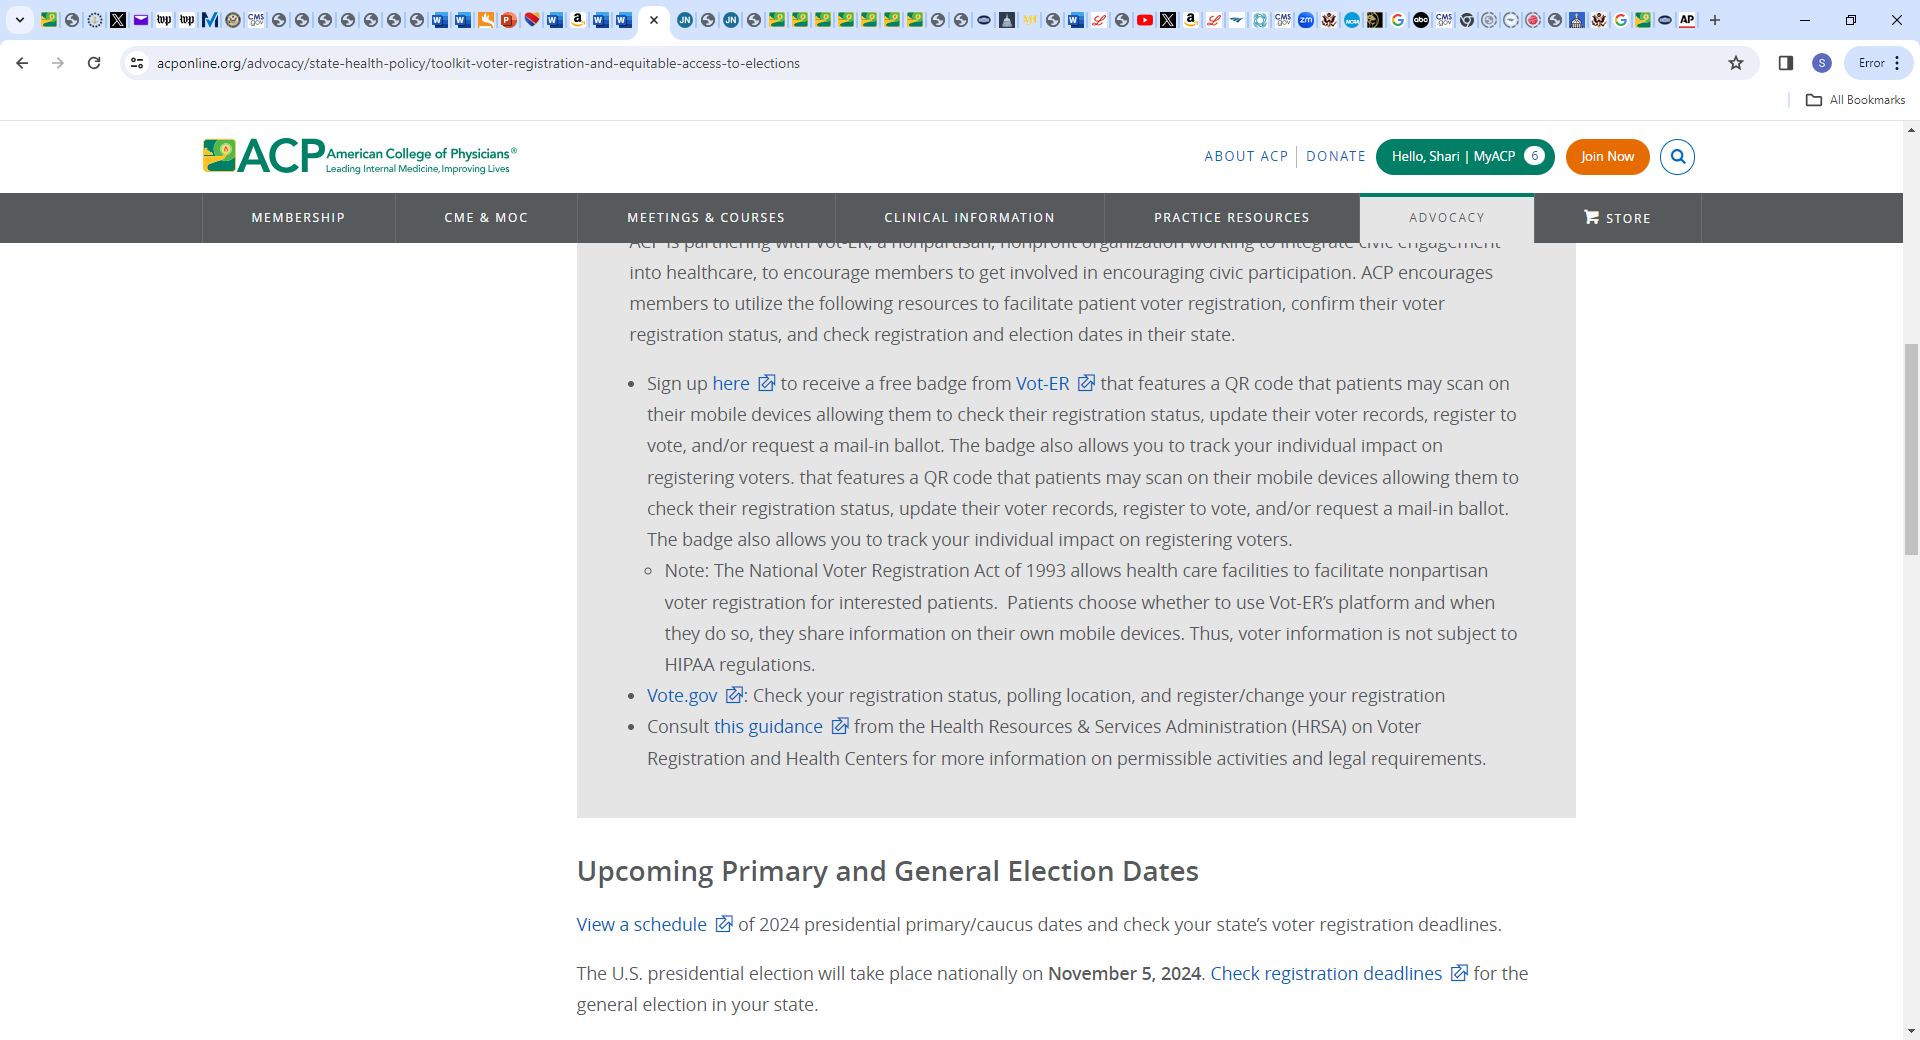 acponline.org/advocacy/state-health-policy/toolkit-voter-registration-and-equitable-access-to-elections
S
Error
All Bookmarks
ACP American College of Physicians®
Leading Internal Medicine, Improving Lives
ABOUT ACP | DONATE
Hello, Shari | MyACP 6
Join Now
MEMBERSHIP
CME & MOC
MEETINGS & COURSES
CLINICAL INFORMATION
PRACTICE RESOURCES
ADVOCACY
STORE
ACP is partnering with Vot-ER, a nonpartisan, nonprofit organization working to integrate civic engagement
into healthcare, to encourage members to get involved in encouraging civic participation. ACP encourages
members to utilize the following resources to facilitate patient voter registration, confirm their voter
registration status, and check registration and election dates in their state.
• Sign up here to receive a free badge from Vot-ER that features a QR code that patients may scan on
their mobile devices allowing them to check their registration status, update their voter records, register to
vote, and/or request a mail-in ballot. The badge also allows you to track your individual impact on
registering voters. that features a QR code that patients may scan on their mobile devices allowing them to
check their registration status, update their voter records, register to vote, and/or request a mail-in ballot.
The badge also allows you to track your individual impact on registering voters.
◦ Note: The National Voter Registration Act of 1993 allows health care facilities to facilitate nonpartisan
voter registration for interested patients.  Patients choose whether to use Vot-ER’s platform and when
they do so, they share information on their own mobile devices. Thus, voter information is not subject to
HIPAA regulations.
• Vote.gov : Check your registration status, polling location, and register/change your registration
• Consult this guidance from the Health Resources & Services Administration (HRSA) on Voter
Registration and Health Centers for more information on permissible activities and legal requirements.
Upcoming Primary and General Election Dates
View a schedule of 2024 presidential primary/caucus dates and check your state’s voter registration deadlines.
The U.S. presidential election will take place nationally on November 5, 2024. Check registration deadlines for the
general election in your state.